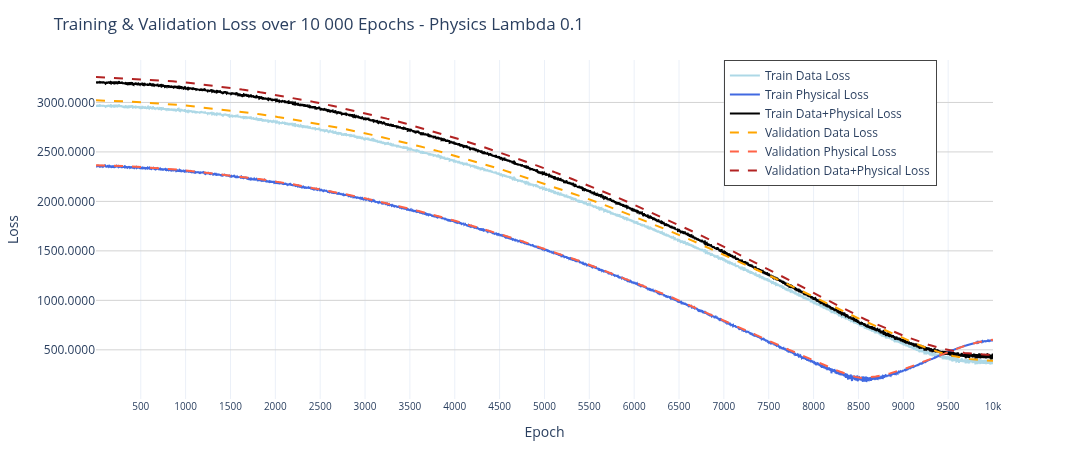 Training & Validation Loss over 10 000 Epochs - Physics Lambda 0.1
Train Data Loss
Train Physical Loss
Train Data+Physical Loss
Validation Data Loss
Validation Physical Loss
Validation Data+Physical Loss
Loss
3000.0000
2500.0000
2000.0000
1500.0000
1000.0000
500.0000
500 1000 1500 2000 2500 3000 3500 4000 4500 5000 5500 6000 6500 7000 7500 8000 8500 9000 9500 10k
Epoch